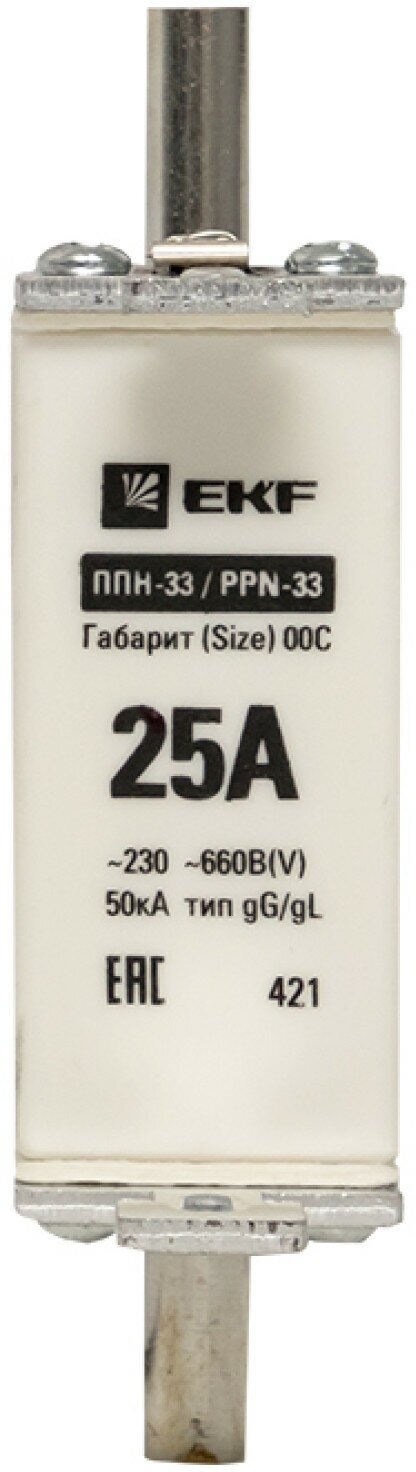 EKF
ППН-33 / PPN-33
Габарит (Size) 00C
25A
~230 ~660В(V)
50кА тип gG/gL
EAC 421